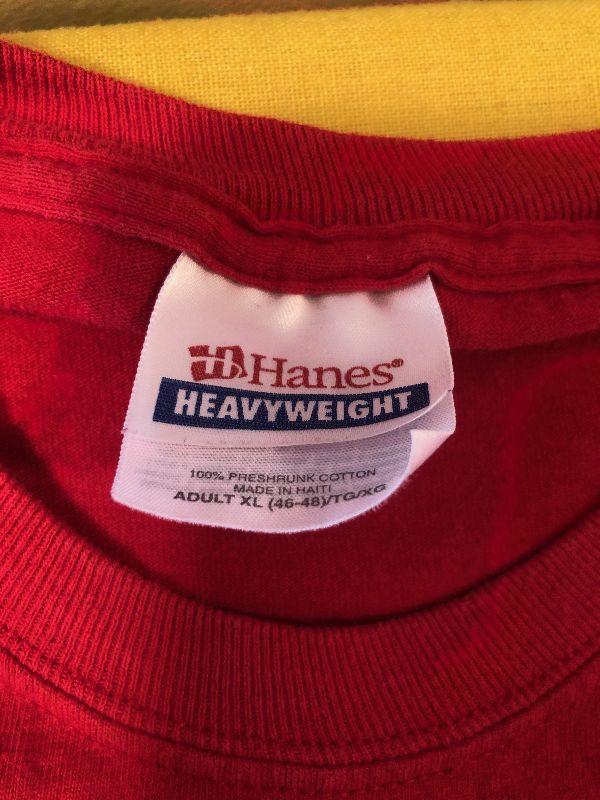 Hanes®
HEAVYWEIGHT
100% PRESHRUNK COTTON
MADE IN HAITI
ADULT XL (46-48)/TG/XG